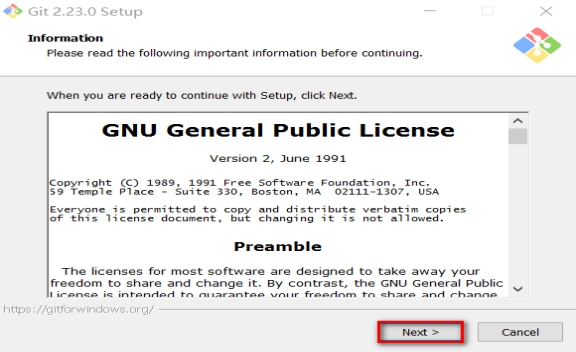 Git 2.23.0 Setup
Information
Please read the following important information before continuing.
When you are ready to continue with Setup, click Next.
GNU General Public License
Version 2, June 1991
Copyright (C) 1989, 1991 Free Software Foundation, Inc.
59 Temple Place - Suite 330, Boston, MA  02111-1307, USA
Everyone is permitted to copy and distribute verbatim copies
of this license document, but changing it is not allowed.
Preamble
The licenses for most software are designed to take away your
freedom to share and change it. By contrast, the GNU General Public
License is intended to guarantee your freedom to share and change
https://gitforwindows.org/
Next >
Cancel